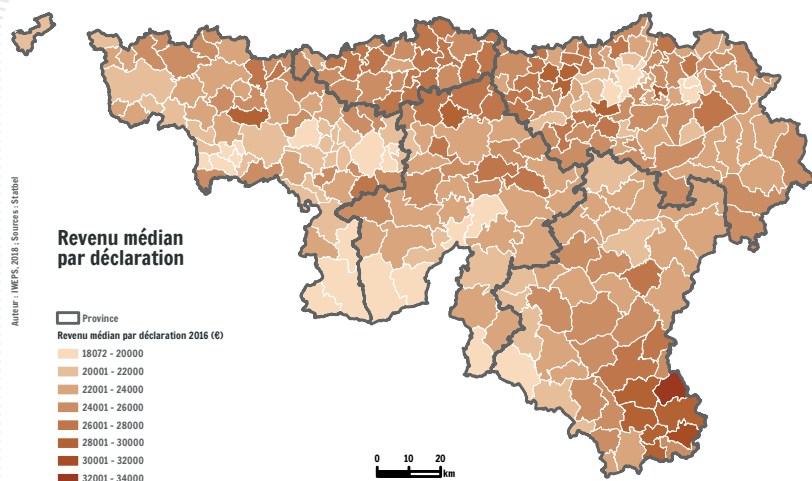 Auteur : IWEPS, 2018 ; Sources : Statbel
Revenu médian
par déclaration
Province
Revenu médian par déclaration 2016 (€)
18072 - 20000
20001 - 22000
22001 - 24000
24001 - 26000
26001 - 28000
28001 - 30000
30001 - 32000
32001 - 34000
0 10 20
km